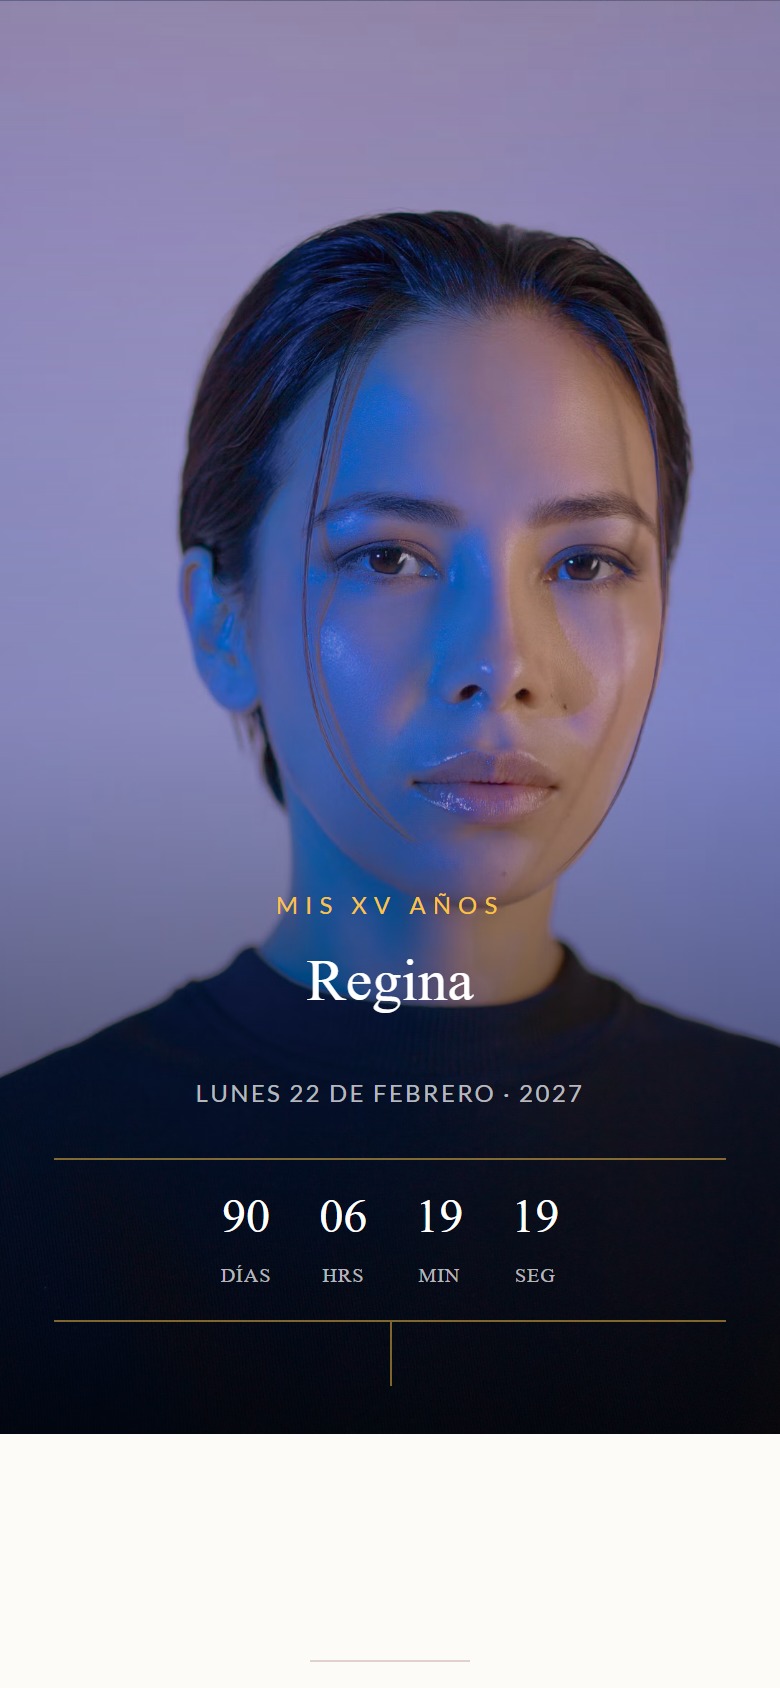 MIS XV AÑOS
Regina
LUNES 22 DE FEBRERO · 2027
90 06 19 19
DÍAS HRS MIN SEG